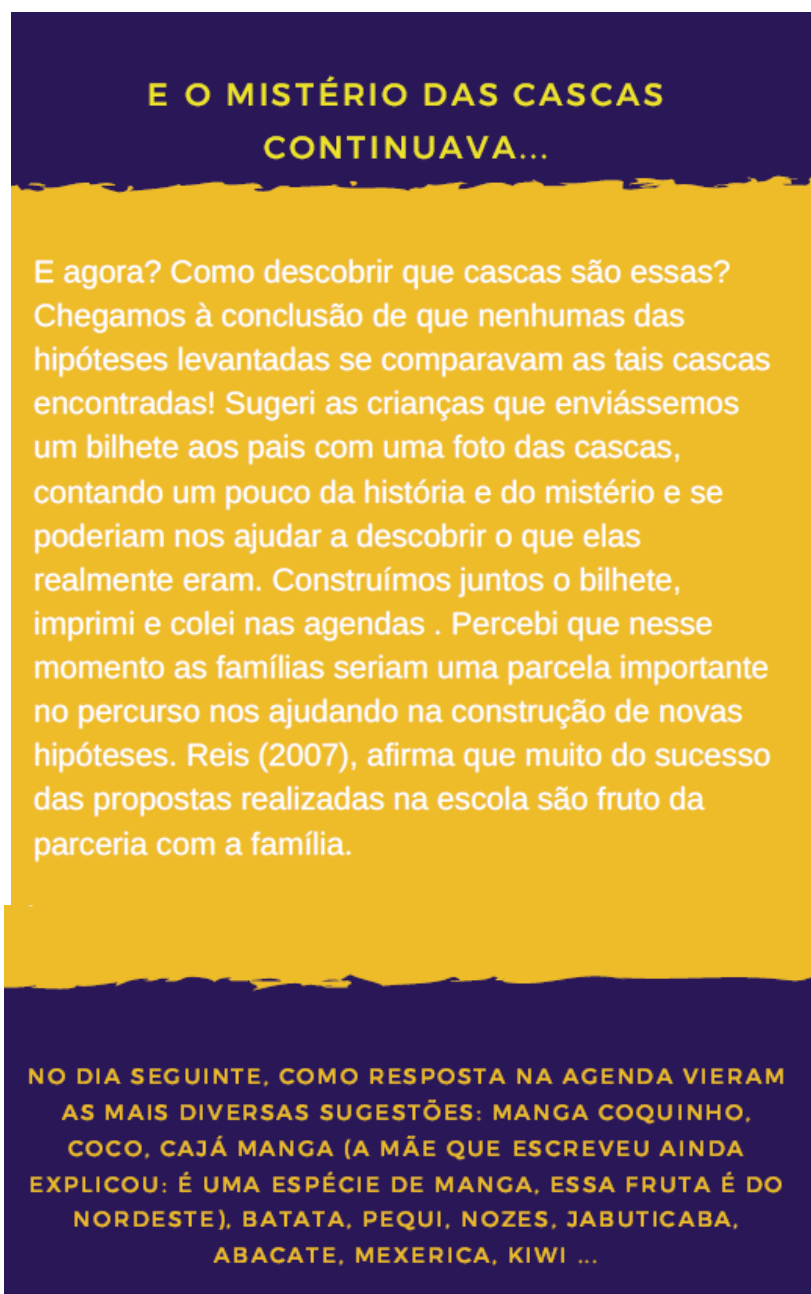 E O MISTÉRIO DAS CASCAS
CONTINUAVA...
E agora? Como descobrir que cascas são essas?
Chegamos à conclusão de que nenhumas das
hipóteses levantadas se comparavam as tais cascas
encontradas! Sugeri as crianças que enviássemos
um bilhete aos pais com uma foto das cascas,
contando um pouco da história e do mistério e se
poderiam nos ajudar a descobrir o que elas
realmente eram. Construímos juntos o bilhete,
imprimi e colei nas agendas . Percebi que nesse
momento as famílias seriam uma parcela importante
no percurso nos ajudando na construção de novas
hipóteses. Reis (2007), afirma que muito do sucesso
das propostas realizadas na escola são fruto da
parceria com a família.
NO DIA SEGUINTE, COMO RESPOSTA NA AGENDA VIERAM
AS MAIS DIVERSAS SUGESTÕES: MANGA COQUINHO,
COCO, CAJÁ MANGA (A MÃE QUE ESCREVEU AINDA
EXPLICOU: É UMA ESPÉCIE DE MANGA, ESSA FRUTA É DO
NORDESTE), BATATA, PEQUI, NOZES, JABUTICABA,
ABACATE, MEXERICA, KIWI ...